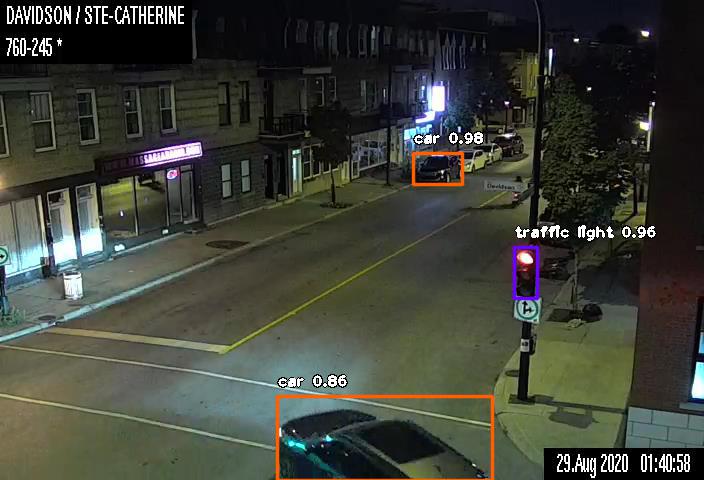 DAVIDSON / STE-CATHERINE
760-245 *
car 0.98
Davidson
traffic light 0.96
car 0.86
29.Aug 2020 01:40:58